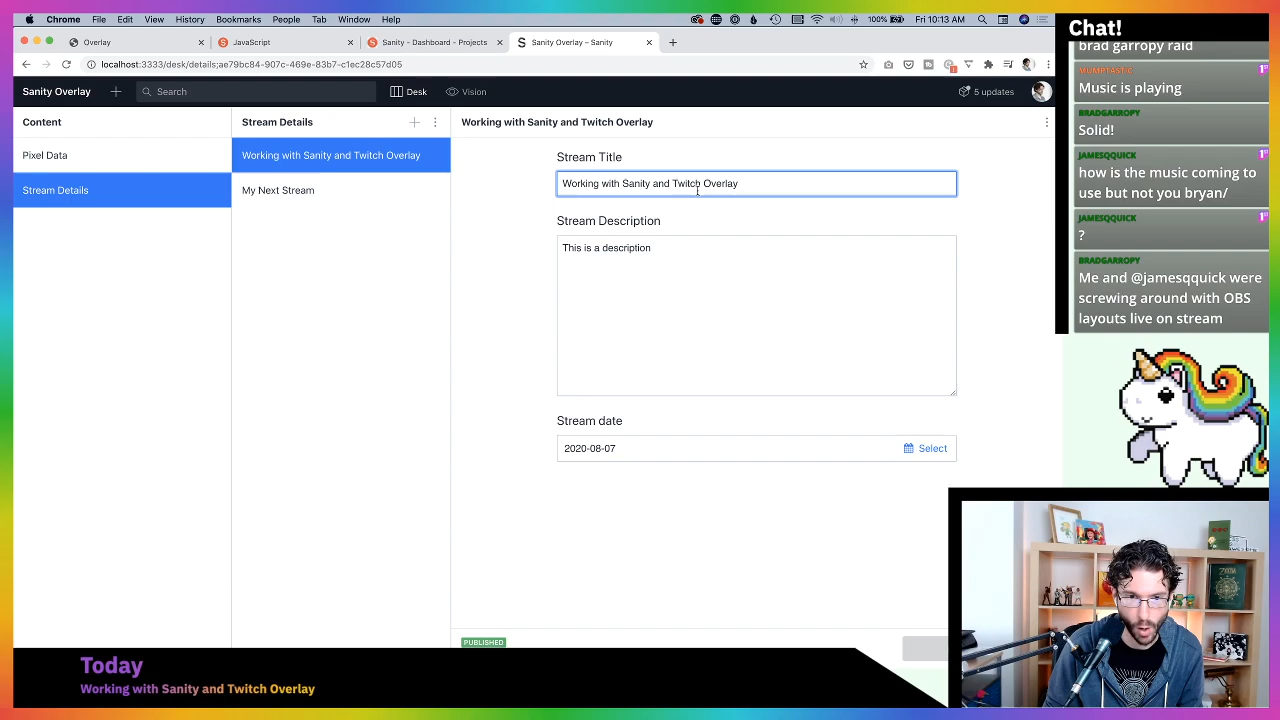 Chrome File Edit View History Bookmarks People Tab Window Help
100% Fri 10:13 AM
Overlay
JavaScript
Sanity - Dashboard - Projects
Sanity Overlay – Sanity
localhost:3333/desk/details;ae79bc84-907c-469e-83b7-c1ec28c57d05
Sanity Overlay
Search
Desk
Vision
5 updates
Content
Pixel Data
Stream Details
Stream Details
Working with Sanity and Twitch Overlay
My Next Stream
Working with Sanity and Twitch Overlay
Stream Title
Working with Sanity and Twitch Overlay
Stream Description
This is a description
Stream date
2020-08-07
Select
PUBLISHED
Chat!
brad garropy raid
MUMPTASTIC 1st
Music is playing
BRADGARROPY
Solid!
JAMESQQUICK 1st
how is the music coming to
use but not you bryan/
JAMESQQUICK 1st
?
BRADGARROPY
Me and @jamesqquick were
screwing around with OBS
layouts live on stream
Today
Working with Sanity and Twitch Overlay